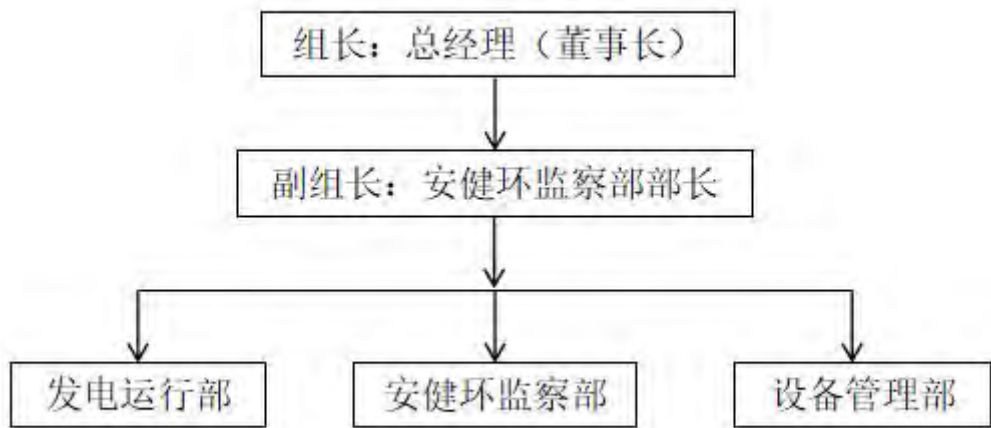 组长：总经理（董事长）
副组长：安健环监察部部长
发电运行部
安健环监察部
设备管理部